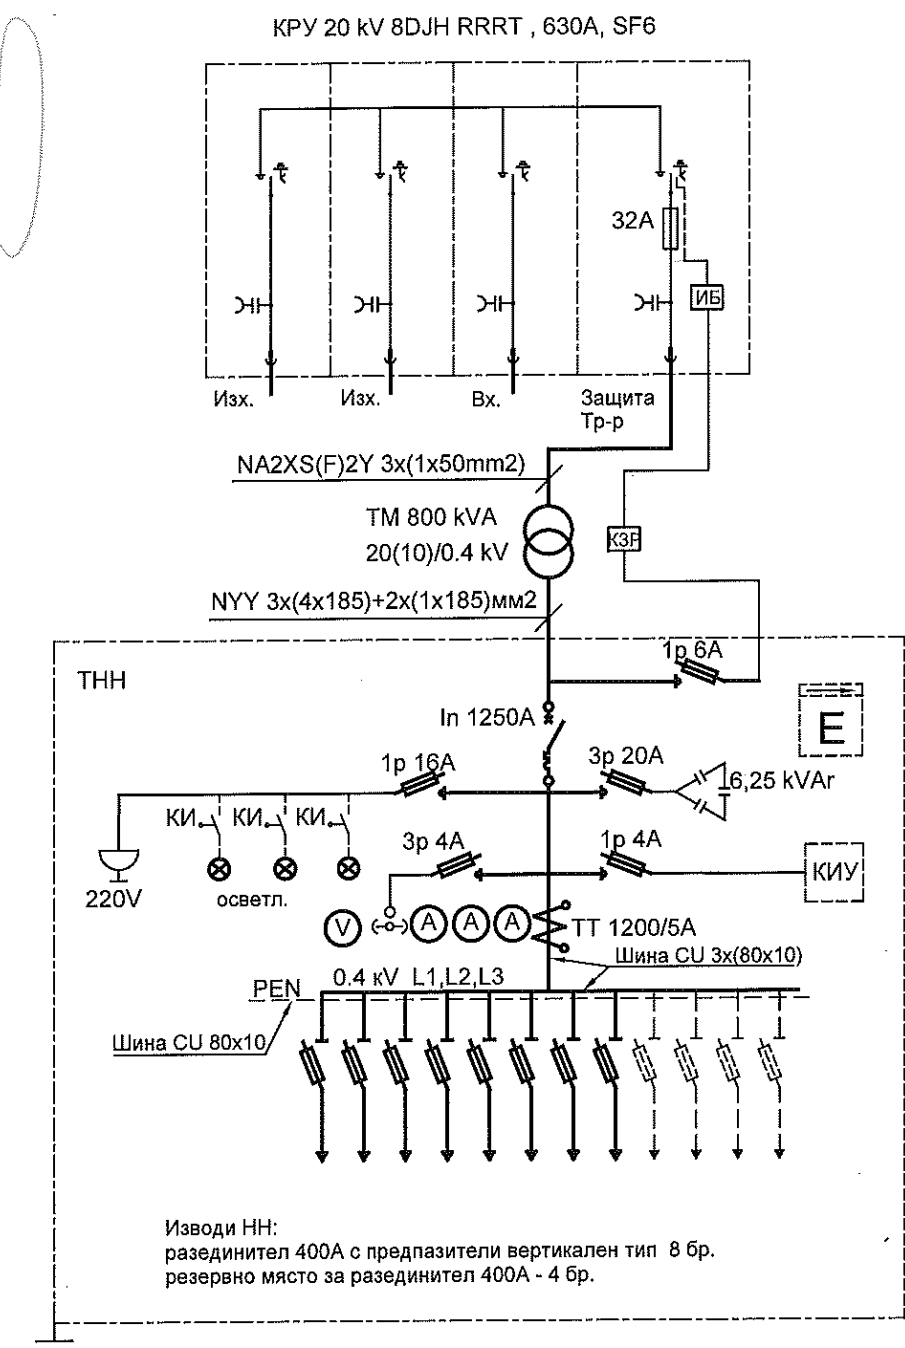 КРУ 20 kV 8DJH RRRT , 630A, SF6
32A
ИБ
Изх.
Изх.
Вх.
Защита
Тр-р
NA2XS(F)2Y 3x(1x50mm2)
ТМ 800 kVA
20(10)/0.4 kV
КЗР
NYY 3x(4x185)+2x(1x185)мм2
ТНН
1p 6A
In 1250A
E
1p 16A
3p 20A
6,25 kVAr
КИ
КИ
КИ
3p 4A
1p 4A
КИУ
220V
осветл.
V
A
A
A
ТТ 1200/5А
Шина CU 3x(80x10)
0.4 кV L1,L2,L3
PEN
Шина CU 80x10
Изводи НН:
разединител 400А с предпазители вертикален тип 8 бр.
резервно място за разединител 400А - 4 бр.